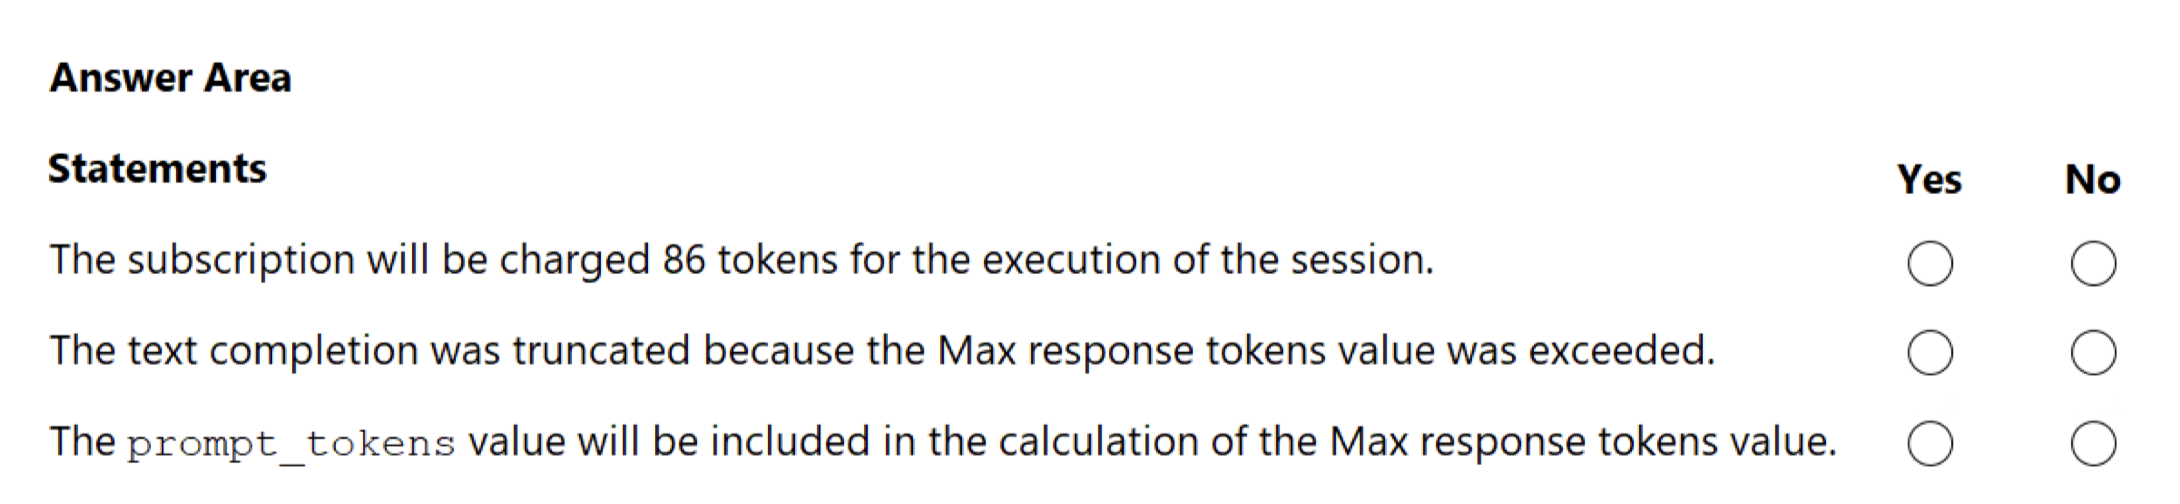 Answer Area
Statements
Yes No
The subscription will be charged 86 tokens for the execution of the session.
The text completion was truncated because the Max response tokens value was exceeded.
The prompt_tokens value will be included in the calculation of the Max response tokens value.